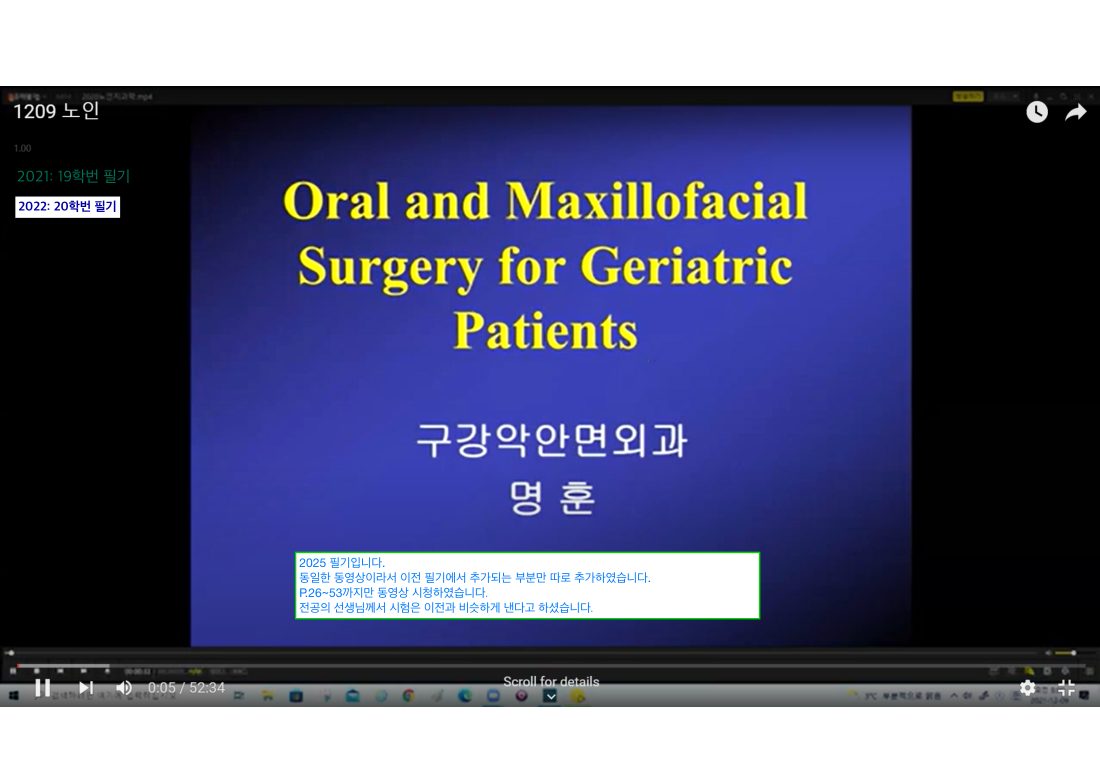 1209 노인
1.00
2021: 19학번 필기
2022: 20학번 필기
Oral and Maxillofacial
Surgery for Geriatric
Patients
구강악안면외과
명 훈
2025 필기입니다.
동일한 동영상이라서 이전 필기에서 추가되는 부분만 따로 추가하였습니다.
P.26~53까지만 동영상 시청하였습니다.
전공의 선생님께서 시험은 이전과 비슷하게 낸다고 하셨습니다.
Scroll for details
0:05 / 52:34